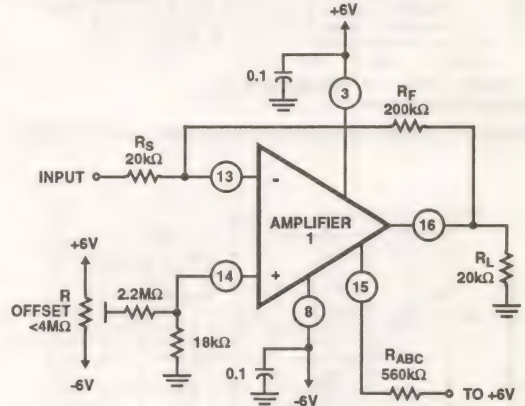 +6V
0.1
3
RF
200kΩ
RS
20kΩ
INPUT
13
-
AMPLIFIER
1
16
+6V
14
+
15
RL
20kΩ
R
OFFSET
<4MΩ
2.2MΩ
8
18kΩ
RABC
560kΩ
-6V
0.1
-6V
TO +6V